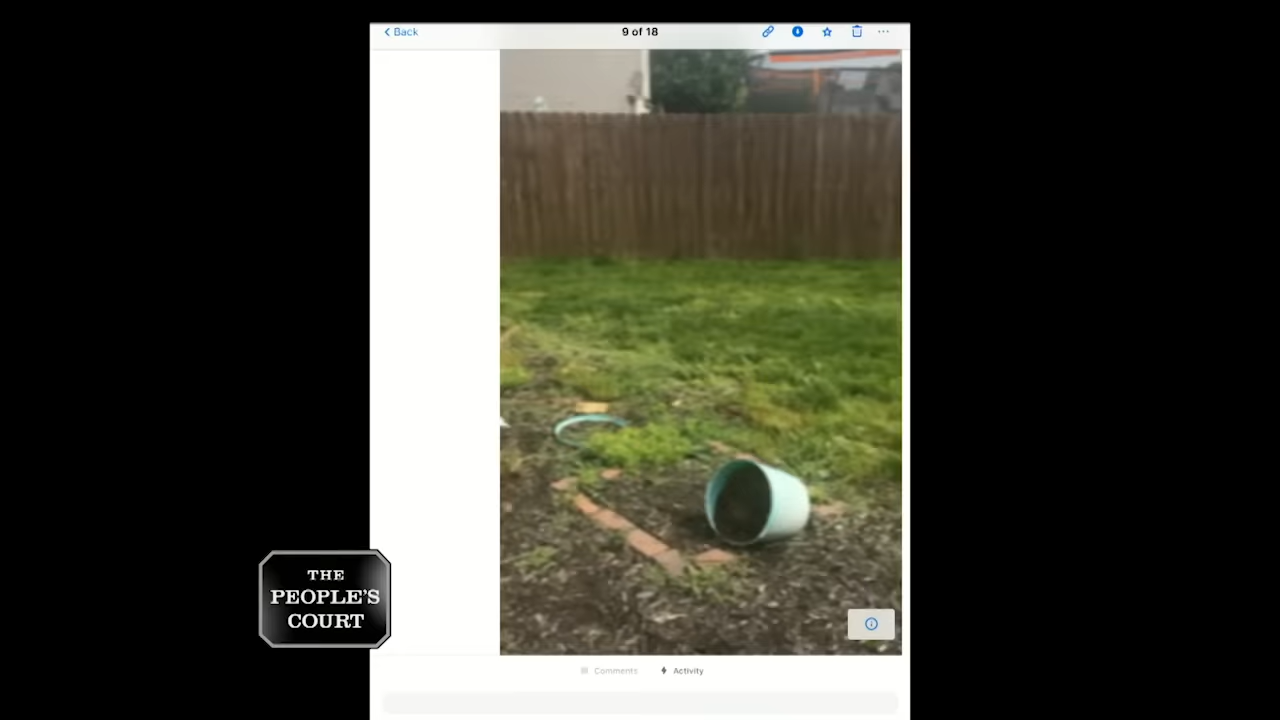 Back
9 of 18
THE
PEOPLE'S
COURT
Comments
Activity